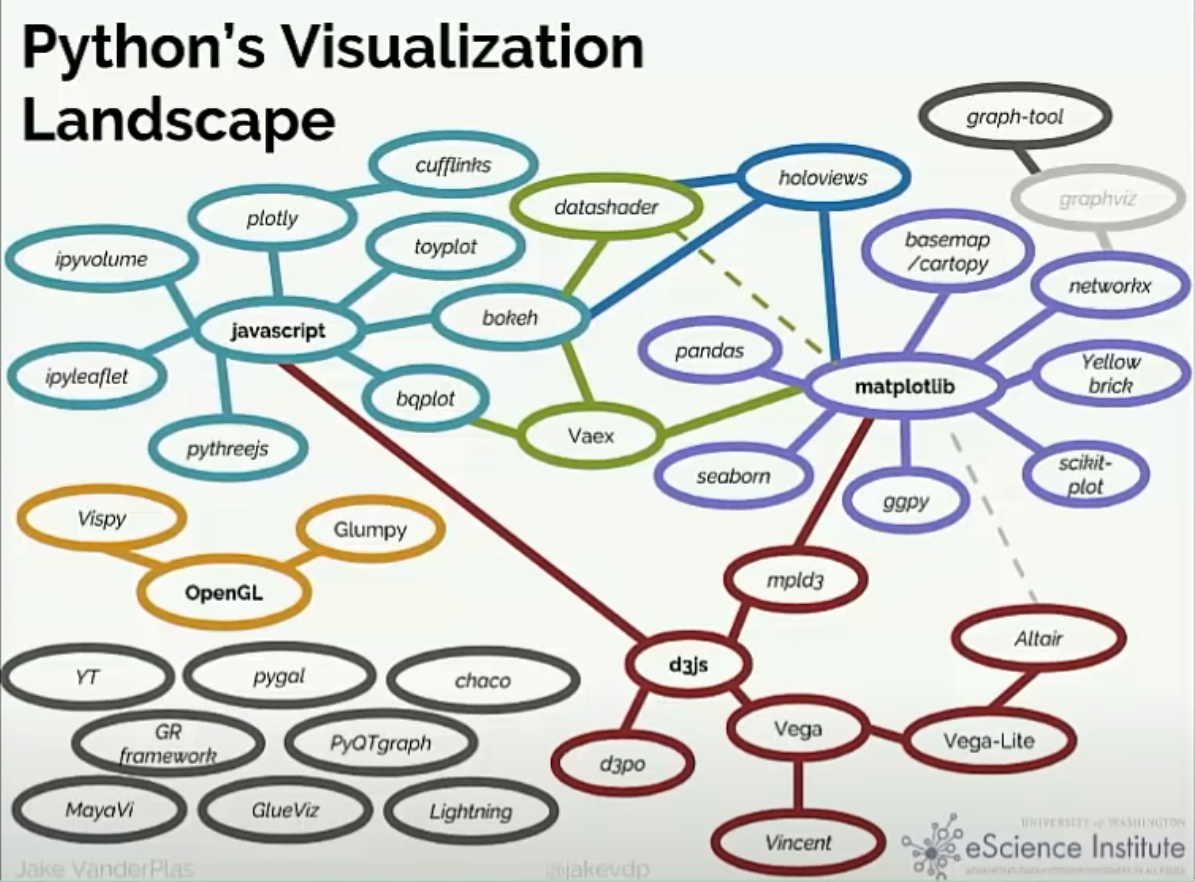 Python's Visualization
Landscape
graph-tool
cufflinks
holoviews
graphviz
datashader
plotly
toyplot
basemap
/cartopy
ipyvolume
networkx
bokeh
javascript
pandas
Yellow
brick
ipyleaflet
matplotlib
bqplot
Vaex
pythreejs
seaborn
scikit-
plot
ggpy
Vispy
Glumpy
OpenGL
mpld3
Altair
d3js
YT
pygal
chaco
Vega
Vega-Lite
GR
framework
PyQTgraph
d3po
MayaVi
GlueViz
Lightning
Vincent
UNIVERSITY of WASHINGTON
eScience Institute
Jake VanderPlas
@jakevdp